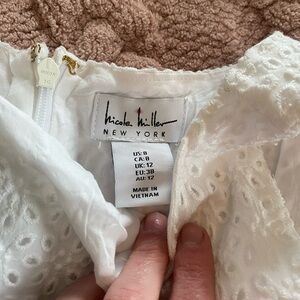 nicole miller
NEW YORK
US: 8
CA: 8
UK: 12
EU: 38
AU: 12
MADE IN
VIETNAM